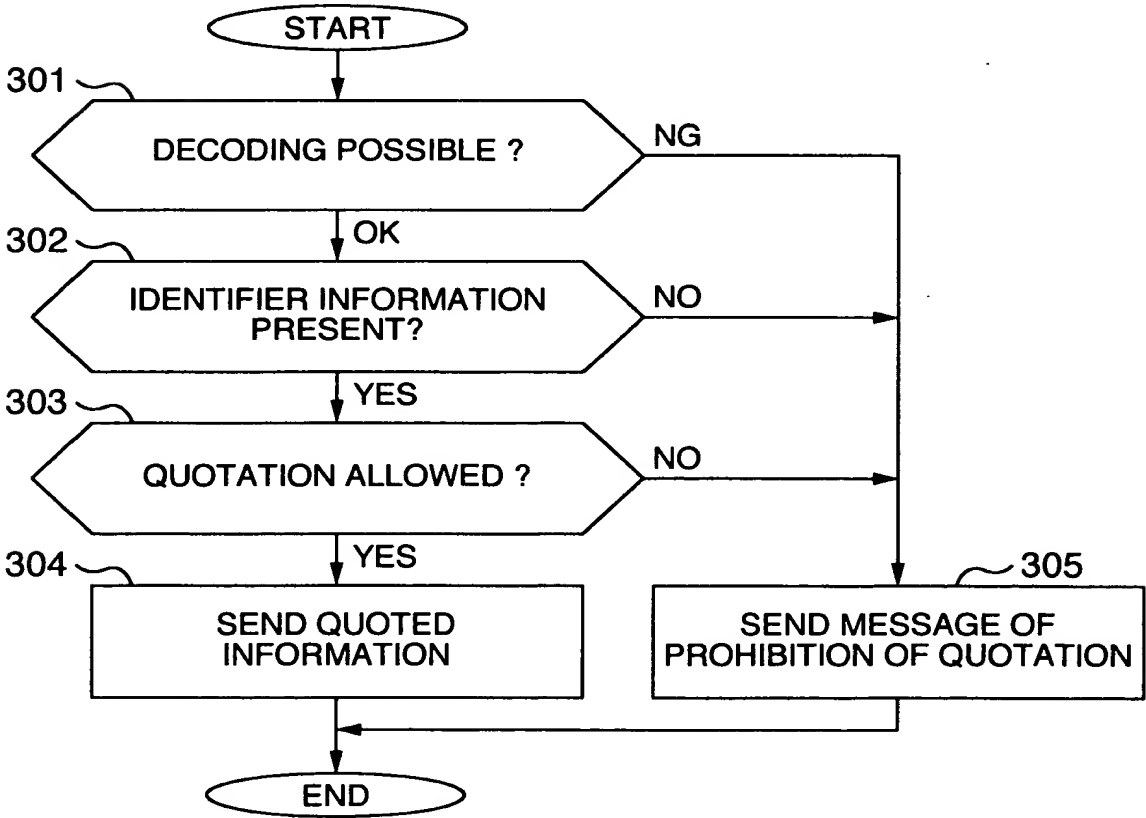 START
301
DECODING POSSIBLE ?
NG
OK
302
IDENTIFIER INFORMATION
PRESENT?
NO
YES
303
QUOTATION ALLOWED ?
NO
YES
304
SEND QUOTED
INFORMATION
305
SEND MESSAGE OF
PROHIBITION OF QUOTATION
END